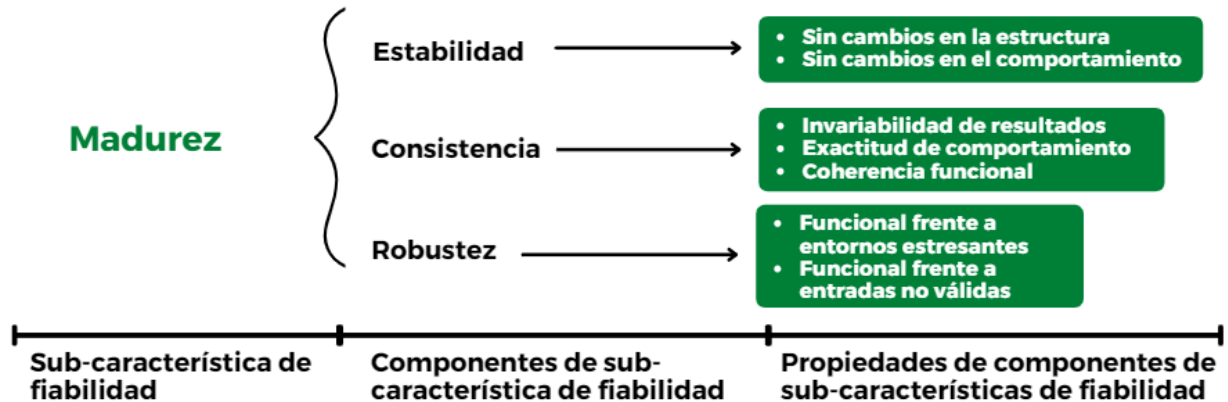 Madurez
Estabilidad
• Sin cambios en la estructura
• Sin cambios en el comportamiento
Consistencia
• Invariabilidad de resultados
• Exactitud de comportamiento
• Coherencia funcional
Robustez
• Funcional frente a
entornos estresantes
• Funcional frente a
entradas no válidas
Sub-característica de
fiabilidad
Componentes de sub-
característica de fiabilidad
Propiedades de componentes de
sub-características de fiabilidad